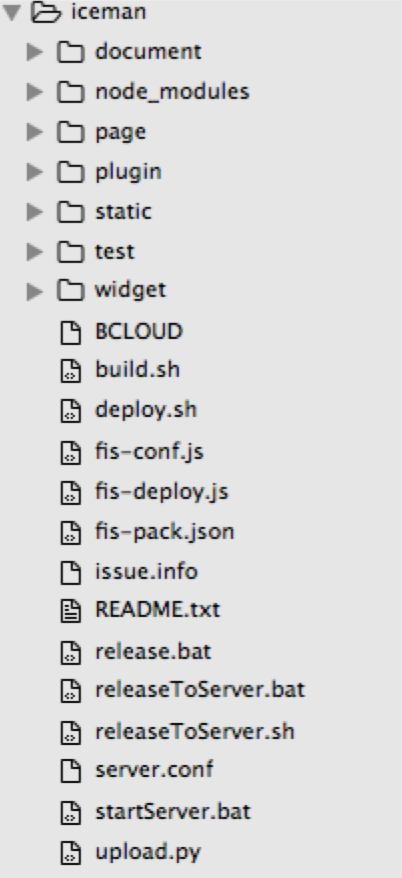 iceman
document
node_modules
page
plugin
static
test
widget
BCLOUD
build.sh
deploy.sh
fis-conf.js
fis-deploy.js
fis-pack.json
issue.info
README.txt
release.bat
releaseToServer.bat
releaseToServer.sh
server.conf
startServer.bat
upload.py